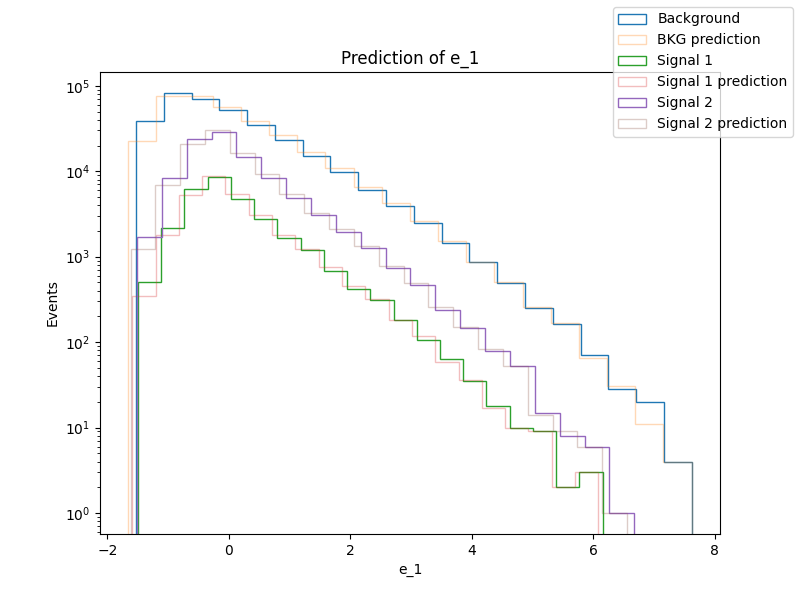 Prediction of e_1
Background
BKG prediction
Signal 1
Signal 1 prediction
Signal 2
Signal 2 prediction
Events
10^5
10^4
10^3
10^2
10^1
10^0
−2 0 2 4 6 8
e_1